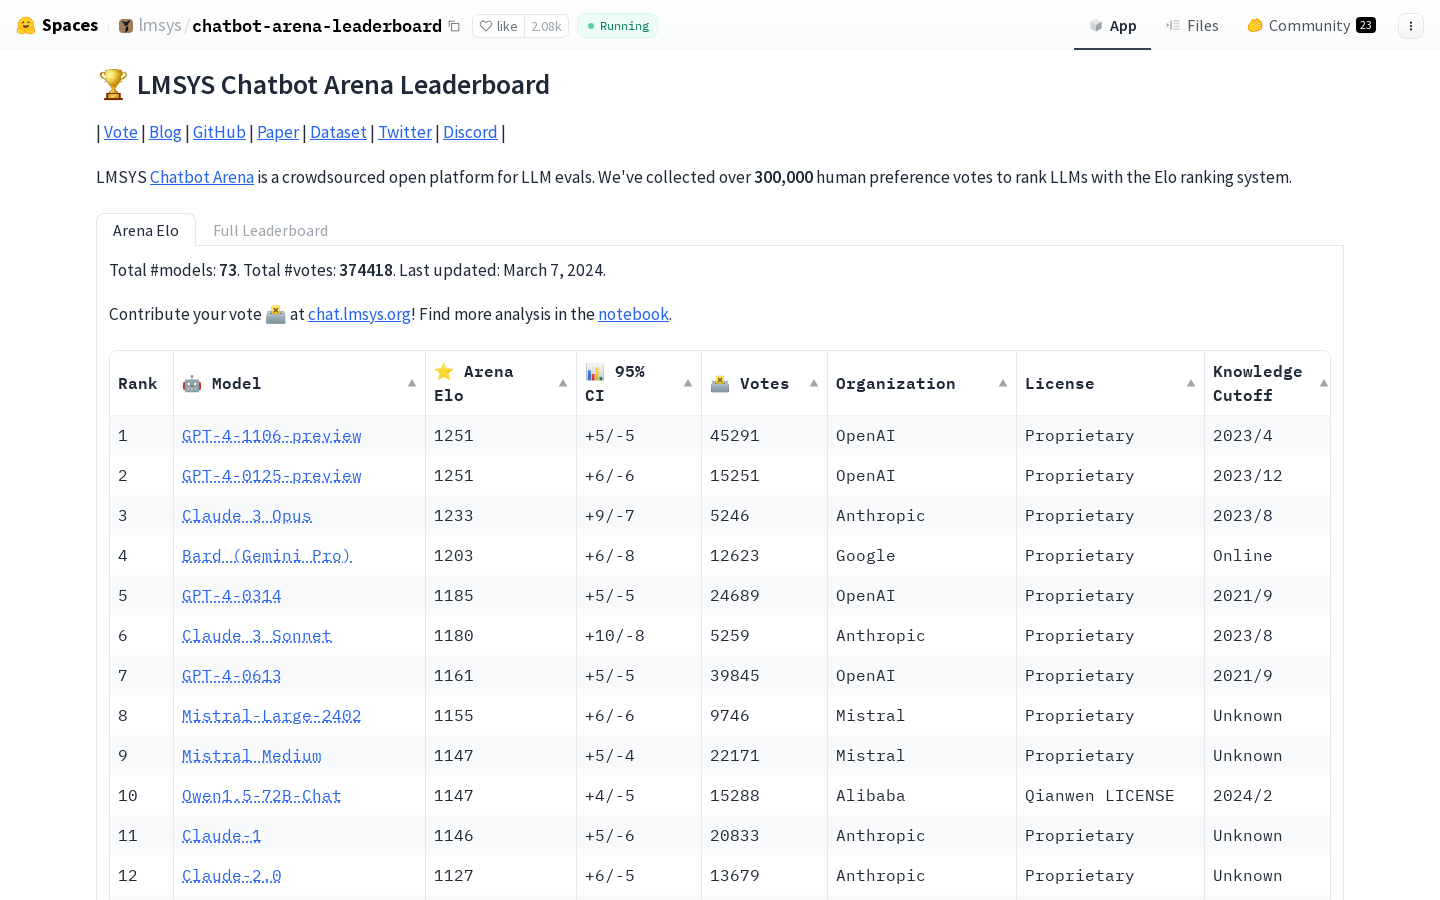 Spaces lmsys/chatbot-arena-leaderboard like 2.08k Running App Files Community 23
🏆 LMSYS Chatbot Arena Leaderboard
| Vote | Blog | GitHub | Paper | Dataset | Twitter | Discord |
LMSYS Chatbot Arena is a crowdsourced open platform for LLM evals. We've collected over 300,000 human preference votes to rank LLMs with the Elo ranking system.
Arena Elo Full Leaderboard
Total #models: 73. Total #votes: 374418. Last updated: March 7, 2024.
Contribute your vote 🗳️ at chat.lmsys.org! Find more analysis in the notebook.
Rank 🤖 Model ⭐ Arena Elo 📊 95% CI 🗳️ Votes Organization License Knowledge Cutoff
1 GPT-4-1106-preview 1251 +5/-5 45291 OpenAI Proprietary 2023/4
2 GPT-4-0125-preview 1251 +6/-6 15251 OpenAI Proprietary 2023/12
3 Claude 3 Opus 1233 +9/-7 5246 Anthropic Proprietary 2023/8
4 Bard (Gemini Pro) 1203 +6/-8 12623 Google Proprietary Online
5 GPT-4-0314 1185 +5/-5 24689 OpenAI Proprietary 2021/9
6 Claude 3 Sonnet 1180 +10/-8 5259 Anthropic Proprietary 2023/8
7 GPT-4-0613 1161 +5/-5 39845 OpenAI Proprietary 2021/9
8 Mistral-Large-2402 1155 +6/-6 9746 Mistral Proprietary Unknown
9 Mistral Medium 1147 +5/-4 22171 Mistral Proprietary Unknown
10 Qwen1.5-72B-Chat 1147 +4/-5 15288 Alibaba Qianwen LICENSE 2024/2
11 Claude-1 1146 +5/-6 20833 Anthropic Proprietary Unknown
12 Claude-2.0 1127 +6/-5 13679 Anthropic Proprietary Unknown